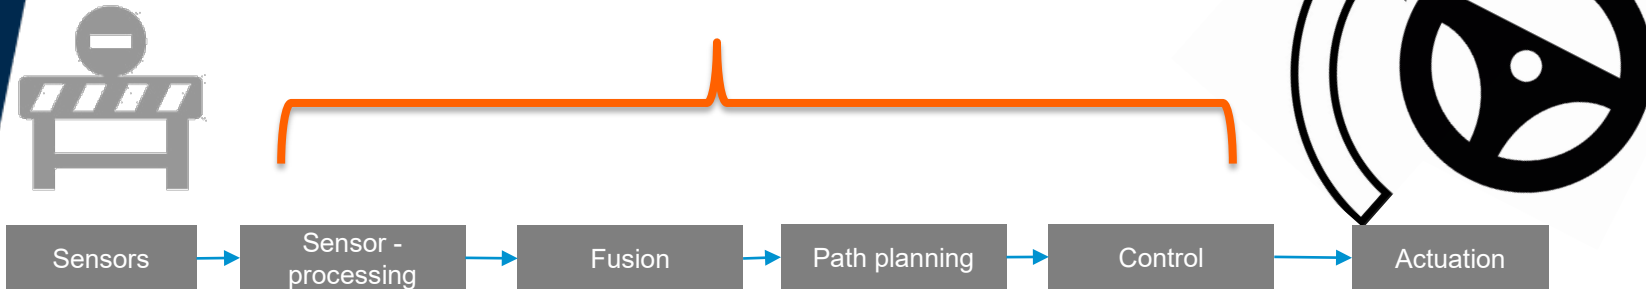 Sensors
Sensor -
processing
Fusion
Path planning
Control
Actuation